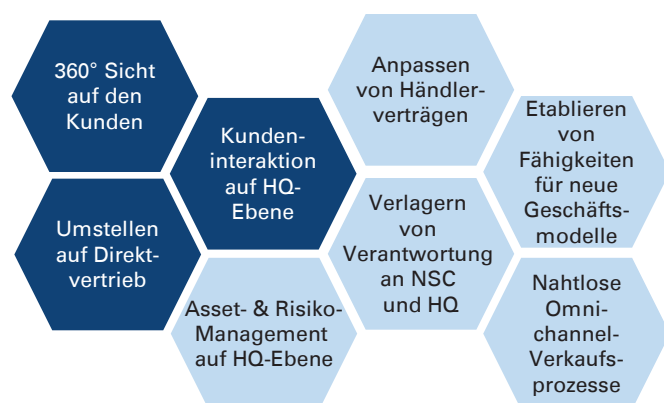 360° Sicht
auf den
Kunden
Kunden-
interaktion
auf HQ-
Ebene
Umstellen
auf Direkt-
vertrieb
Asset- & Risiko-
Management
auf HQ-Ebene
Anpassen
von Händler-
verträgen
Verlagern
von
Verantwortung
an NSC
und HQ
Etablieren
von
Fähigkeiten
für neue
Geschäfts-
modelle
Nahtlose
Omni-
channel-
Verkaufs-
prozesse